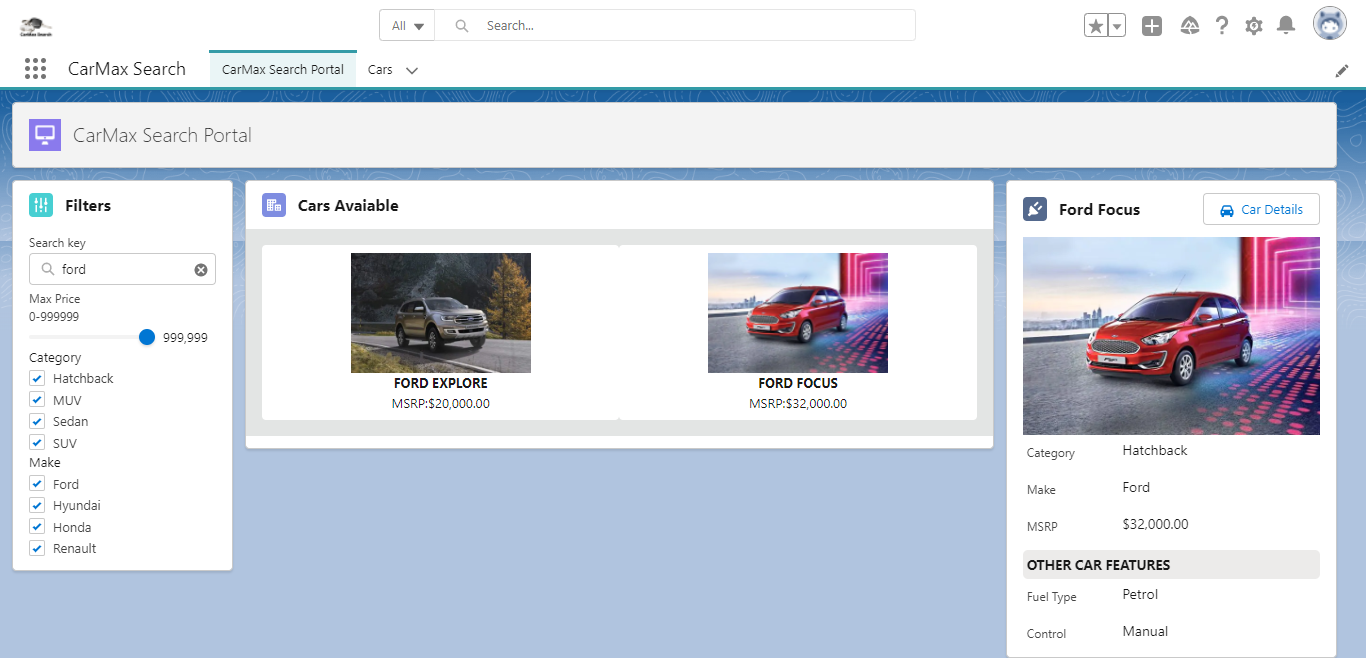 CarMax Search
All
Search...
CarMax Search
CarMax Search Portal
Cars
CarMax Search Portal
Filters
Search key
ford
Max Price
0-999999
999,999
Category
Hatchback
MUV
Sedan
SUV
Make
Ford
Hyundai
Honda
Renault
Cars Avaiable
FORD EXPLORE
MSRP:$20,000.00
FORD FOCUS
MSRP:$32,000.00
Ford Focus
Car Details
Category
Hatchback
Make
Ford
MSRP
$32,000.00
OTHER CAR FEATURES
Fuel Type
Petrol
Control
Manual